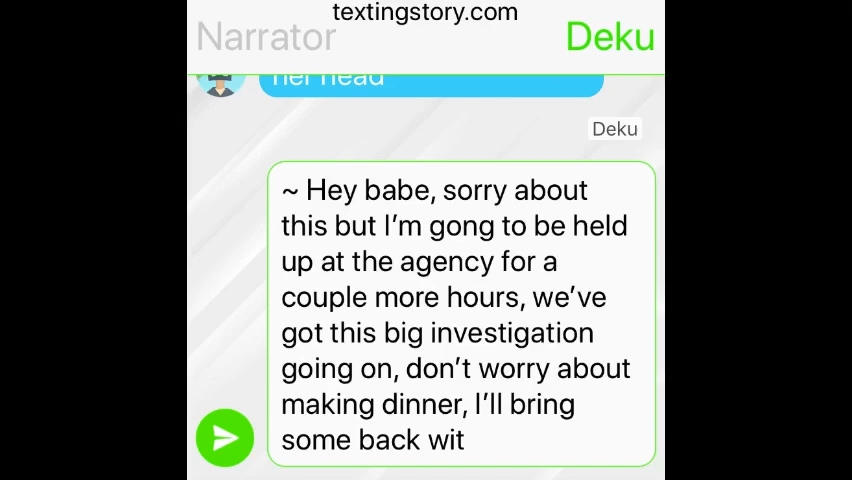 textingstory.com
Narrator
Deku
her head
Deku
~ Hey babe, sorry about
this but I’m gong to be held
up at the agency for a
couple more hours, we’ve
got this big investigation
going on, don’t worry about
making dinner, I’ll bring
some back wit